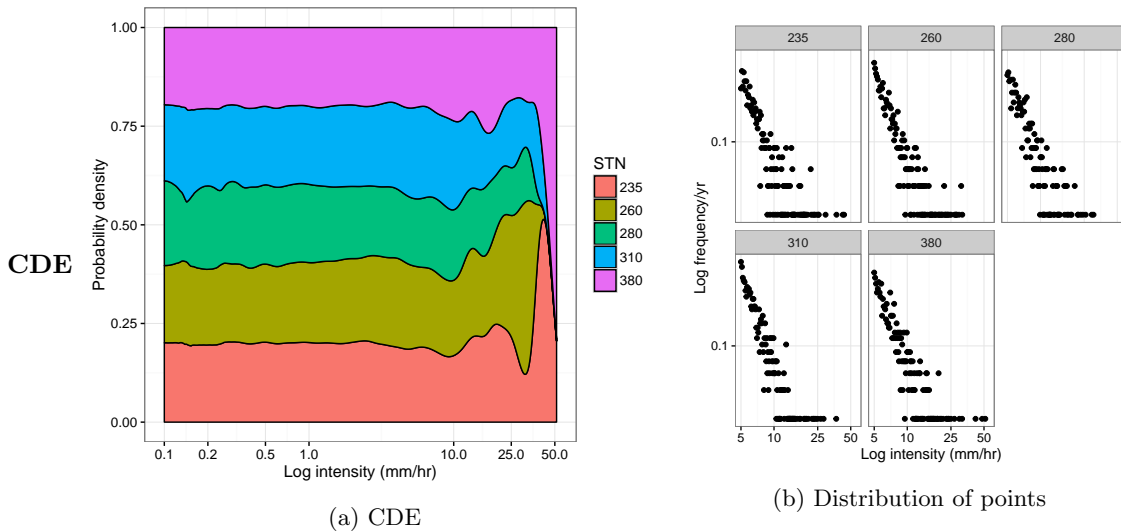 CDE
Probability density
1.00
0.75
0.50
0.25
0.00
0.1 0.2 0.5 1.0 10.0 25.0 50.0
Log intensity (mm/hr)
STN
235
260
280
310
380
(a) CDE
Log frequency/yr
235 260 280
0.1
310 380
0.1
5 10 25 50 5 10 25 50
Log intensity (mm/hr)
(b) Distribution of points